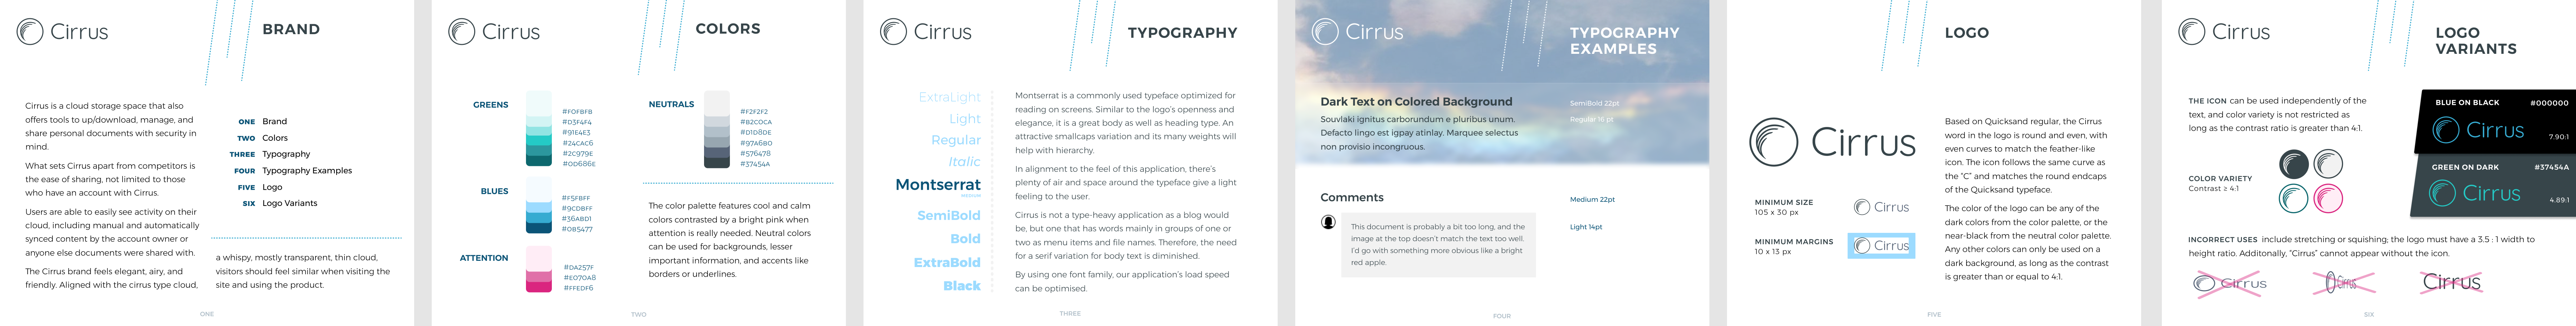 Cirrus
BRAND
Cirrus is a cloud storage space that also
offers tools to up/download, manage, and
share personal documents with security in
mind.
What sets Cirrus apart from competitors is
the ease of sharing, not limited to those
who have an account with Cirrus.
Users are able to easily see activity on their
cloud, including manual and automatically
synced content by the account owner or
anyone else documents were shared with.
The Cirrus brand feels elegant, airy, and
friendly. Aligned with the cirrus type cloud,
ONE Brand
TWO Colors
THREE Typography
FOUR Typography Examples
FIVE Logo
SIX Logo Variants
a whispy, mostly transparent, thin cloud,
visitors should feel similar when visiting the
site and using the product.
ONE
Cirrus
COLORS
GREENS
#F0FBFB
#D3F4F4
#91E4E3
#24CAC6
#2C979E
#0D686E
BLUES
#F5FBFF
#9CDBFF
#36ABD1
#085477
ATTENTION
#DA257F
#E070A8
#FFEDF6
NEUTRALS
#F2F2F2
#B2C0CA
#D1D8DE
#97A6B0
#576478
#37454A
The color palette features cool and calm
colors contrasted by a bright pink when
attention is really needed. Neutral colors
can be used for backgrounds, lesser
important information, and accents like
borders or underlines.
TWO
Cirrus
TYPOGRAPHY
ExtraLight
Light
Regular
Italic
Montserrat
MEDIUM
SemiBold
Bold
ExtraBold
Black
Montserrat is a commonly used typeface optimized for
reading on screens. Similar to the logo's openness and
elegance, it is a great body as well as heading type. An
attractive smallcaps variation and its many weights will
help with hierarchy.
In alignment to the feel of this application, there's
plenty of air and space around the typeface give a light
feeling to the user.
Cirrus is not a type-heavy application as a blog would
be, but one that has words mainly in groups of one or
two as menu items and file names. Therefore, the need
for a serif variation for body text is diminished.
By using one font family, our application's load speed
can be optimised.
THREE
Cirrus
TYPOGRAPHY
EXAMPLES
Dark Text on Colored Background
Souvlaki ignitus carborundum e pluribus unum.
Defacto lingo est igpay atinlay. Marquee selectus
non provisio incongruous.
SemiBold 22pt
Regular 16 pt
Comments
This document is probably a bit too long, and the
image at the top doesn't match the text too well.
I'd go with something more obvious like a bright
red apple.
Medium 22pt
Light 14pt
FOUR
LOGO
Cirrus
MINIMUM SIZE
105 x 30 px
Cirrus
MINIMUM MARGINS
10 x 13 px
Cirrus
Based on Quicksand regular, the Cirrus
word in the logo is round and even, with
even curves to match the feather-like
icon. The icon follows the same curve as
the "C" and matches the round endcaps
of the Quicksand typeface.
The color of the logo can be any of the
dark colors from the color palette, or the
near-black from the neutral color palette.
Any other colors can only be used on a
dark background, as long as the contrast
is greater than or equal to 4:1.
FIVE
Cirrus
LOGO
VARIANTS
THE ICON can be used independently of the
text, and color variety is not restricted as
long as the contrast ratio is greater than 4:1.
COLOR VARIETY
Contrast ≥ 4:1
BLUE ON BLACK #000000
Cirrus
7.90:1
GREEN ON DARK #37454A
Cirrus
4.89:1
INCORRECT USES include stretching or squishing; the logo must have a 3.5 : 1 width to
height ratio. Additonally, "Cirrus" cannot appear without the icon.
Cirrus
Cirrus
Cirrus
SIX